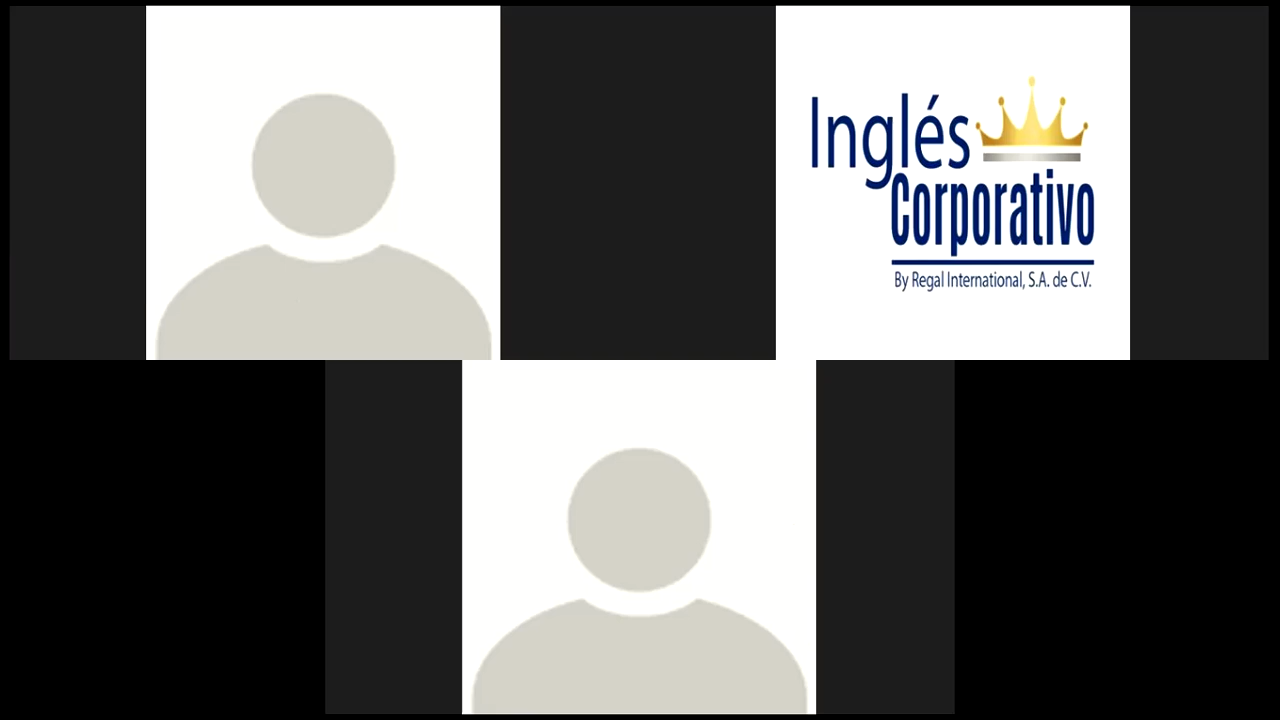 Inglés
Corporativo
By Regal International, S.A. de C.V.